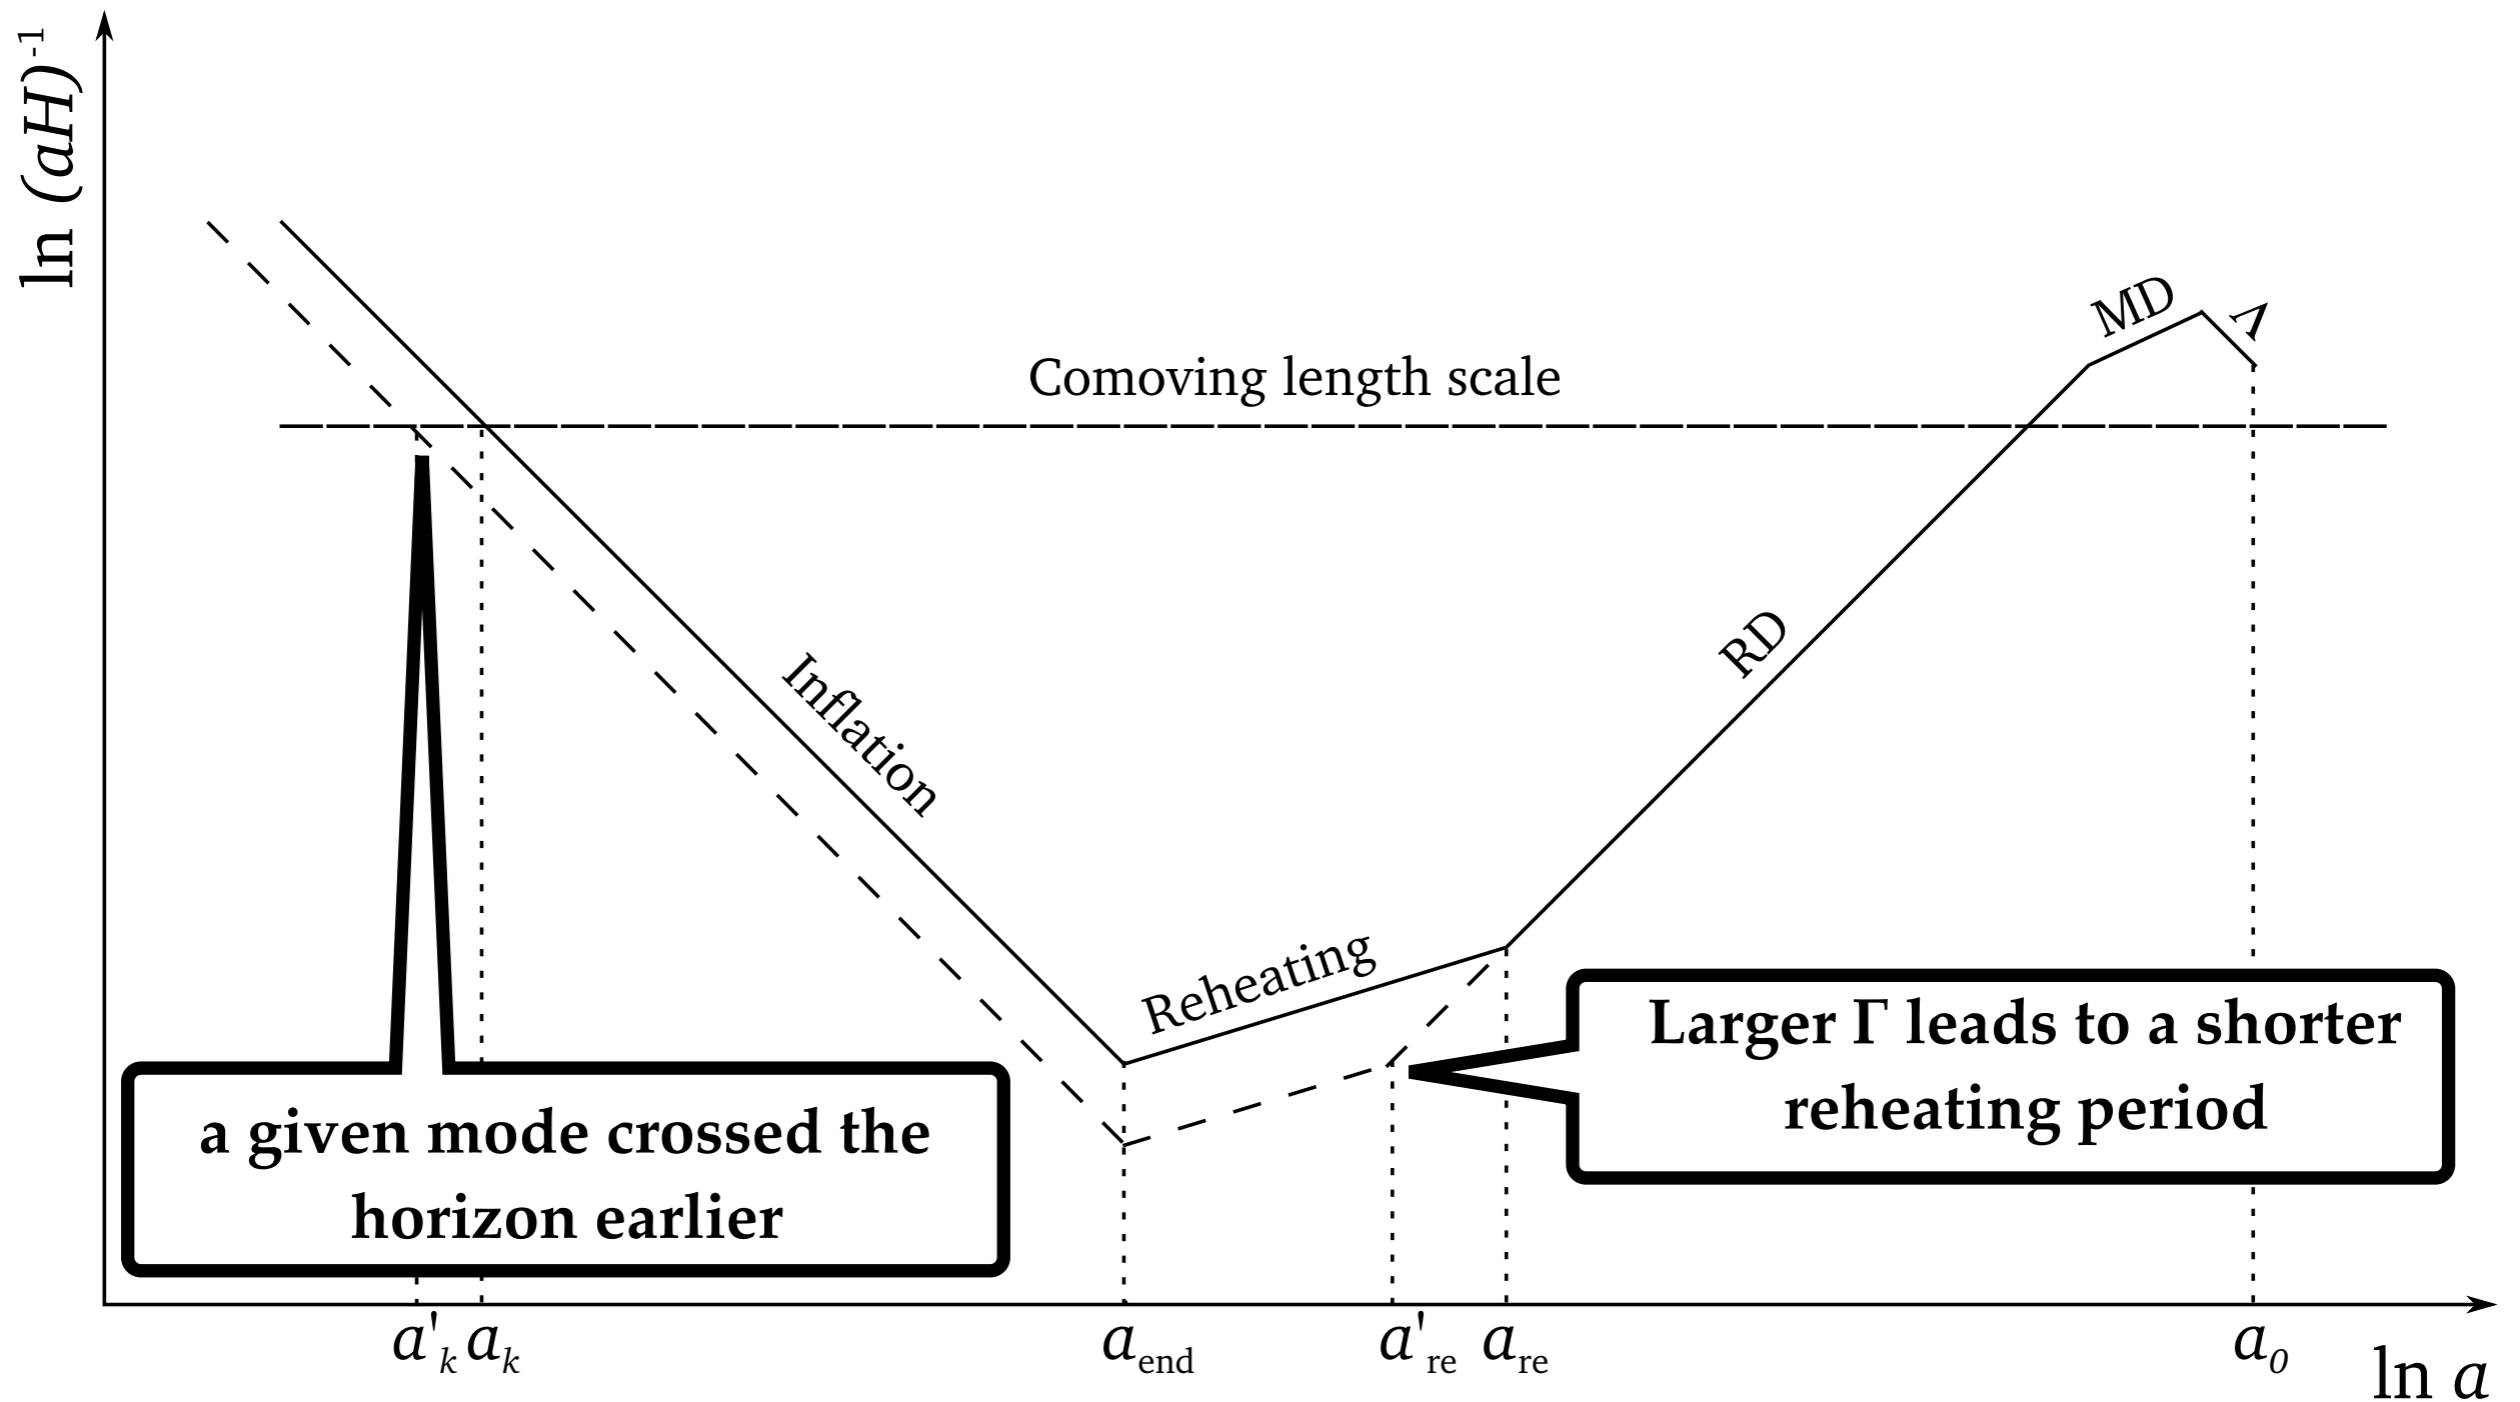 ln (aH)⁻¹
MD
Λ
Comoving length scale
RD
Inflation
Reheating
Larger Γ leads to a shorter
reheating period
a given mode crossed the
horizon earlier
a'ₖ aₖ
a_end
a'_re a_re
a₀
ln a